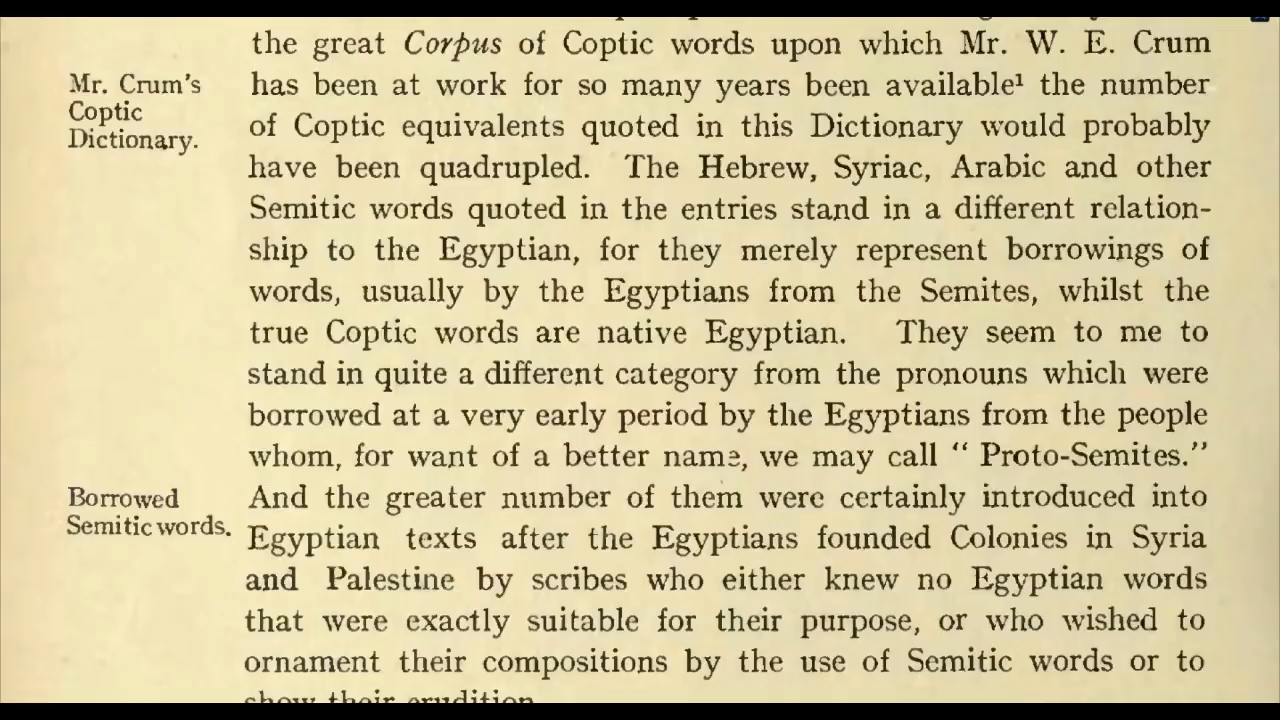 the great Corpus of Coptic words upon which Mr. W. E. Crum
Mr. Crum's
Coptic
Dictionary.
has been at work for so many years been available¹ the number
of Coptic equivalents quoted in this Dictionary would probably
have been quadrupled. The Hebrew, Syriac, Arabic and other
Semitic words quoted in the entries stand in a different relation-
ship to the Egyptian, for they merely represent borrowings of
words, usually by the Egyptians from the Semites, whilst the
true Coptic words are native Egyptian. They seem to me to
stand in quite a different category from the pronouns which were
borrowed at a very early period by the Egyptians from the people
whom, for want of a better name, we may call “ Proto-Semites.”
Borrowed
Semitic words.
And the greater number of them were certainly introduced into
Egyptian texts after the Egyptians founded Colonies in Syria
and Palestine by scribes who either knew no Egyptian words
that were exactly suitable for their purpose, or who wished to
ornament their compositions by the use of Semitic words or to
show their erudition